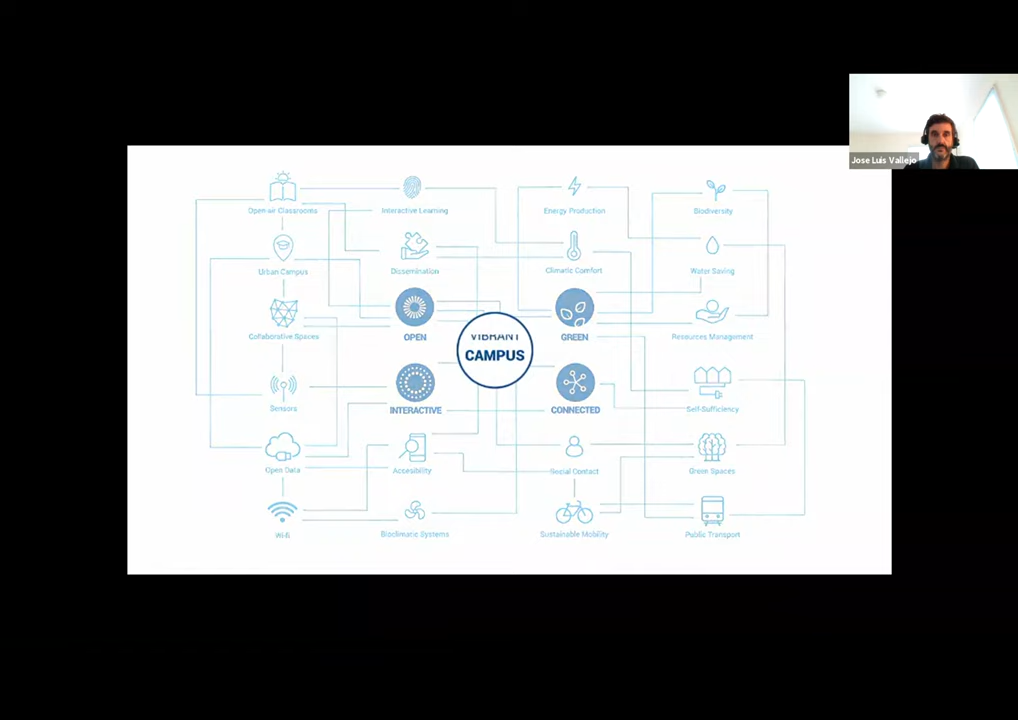 Jose Luis Vallejo
Open-air Classrooms
Interactive Learning
Energy Production
Biodiversity
Urban Campus
Dissemination
Climatic Comfort
Water Saving
Collaborative Spaces
OPEN
VIBRANT
CAMPUS
GREEN
Resources Management
Sensors
INTERACTIVE
CONNECTED
Self-Sufficiency
Open Data
Accesibility
Social Contact
Green Spaces
Wi-fi
Bioclimatic Systems
Sustainable Mobility
Public Transport